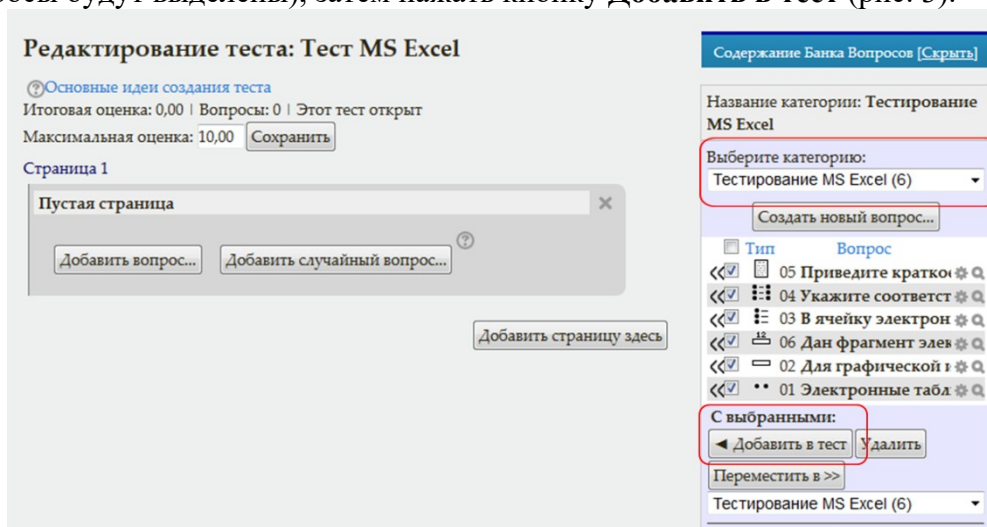 будут выделены), затем нажать кнопку Добавить в тест (рис. 3).
Редактирование теста: Тест MS Excel
Основные идеи создания теста
Итоговая оценка: 0,00 | Вопросы: 0 | Этот тест открыт
Максимальная оценка: 10,00 Сохранить
Страница 1
Пустая страница
Добавить вопрос... Добавить случайный вопрос...
Добавить страницу здесь
Содержание Банка Вопросов [Скрыть]
Название категории: Тестирование
MS Excel
Выберите категорию:
Тестирование MS Excel (6)
Создать новый вопрос...
Тип Вопрос
05 Приведите кратко
04 Укажите соответст
03 В ячейку электрон
12
06 Дан фрагмент элек
02 Для графической
01 Электронные табл
С выбранными:
◄ Добавить в тест Удалить
Переместить в >>
Тестирование MS Excel (6)